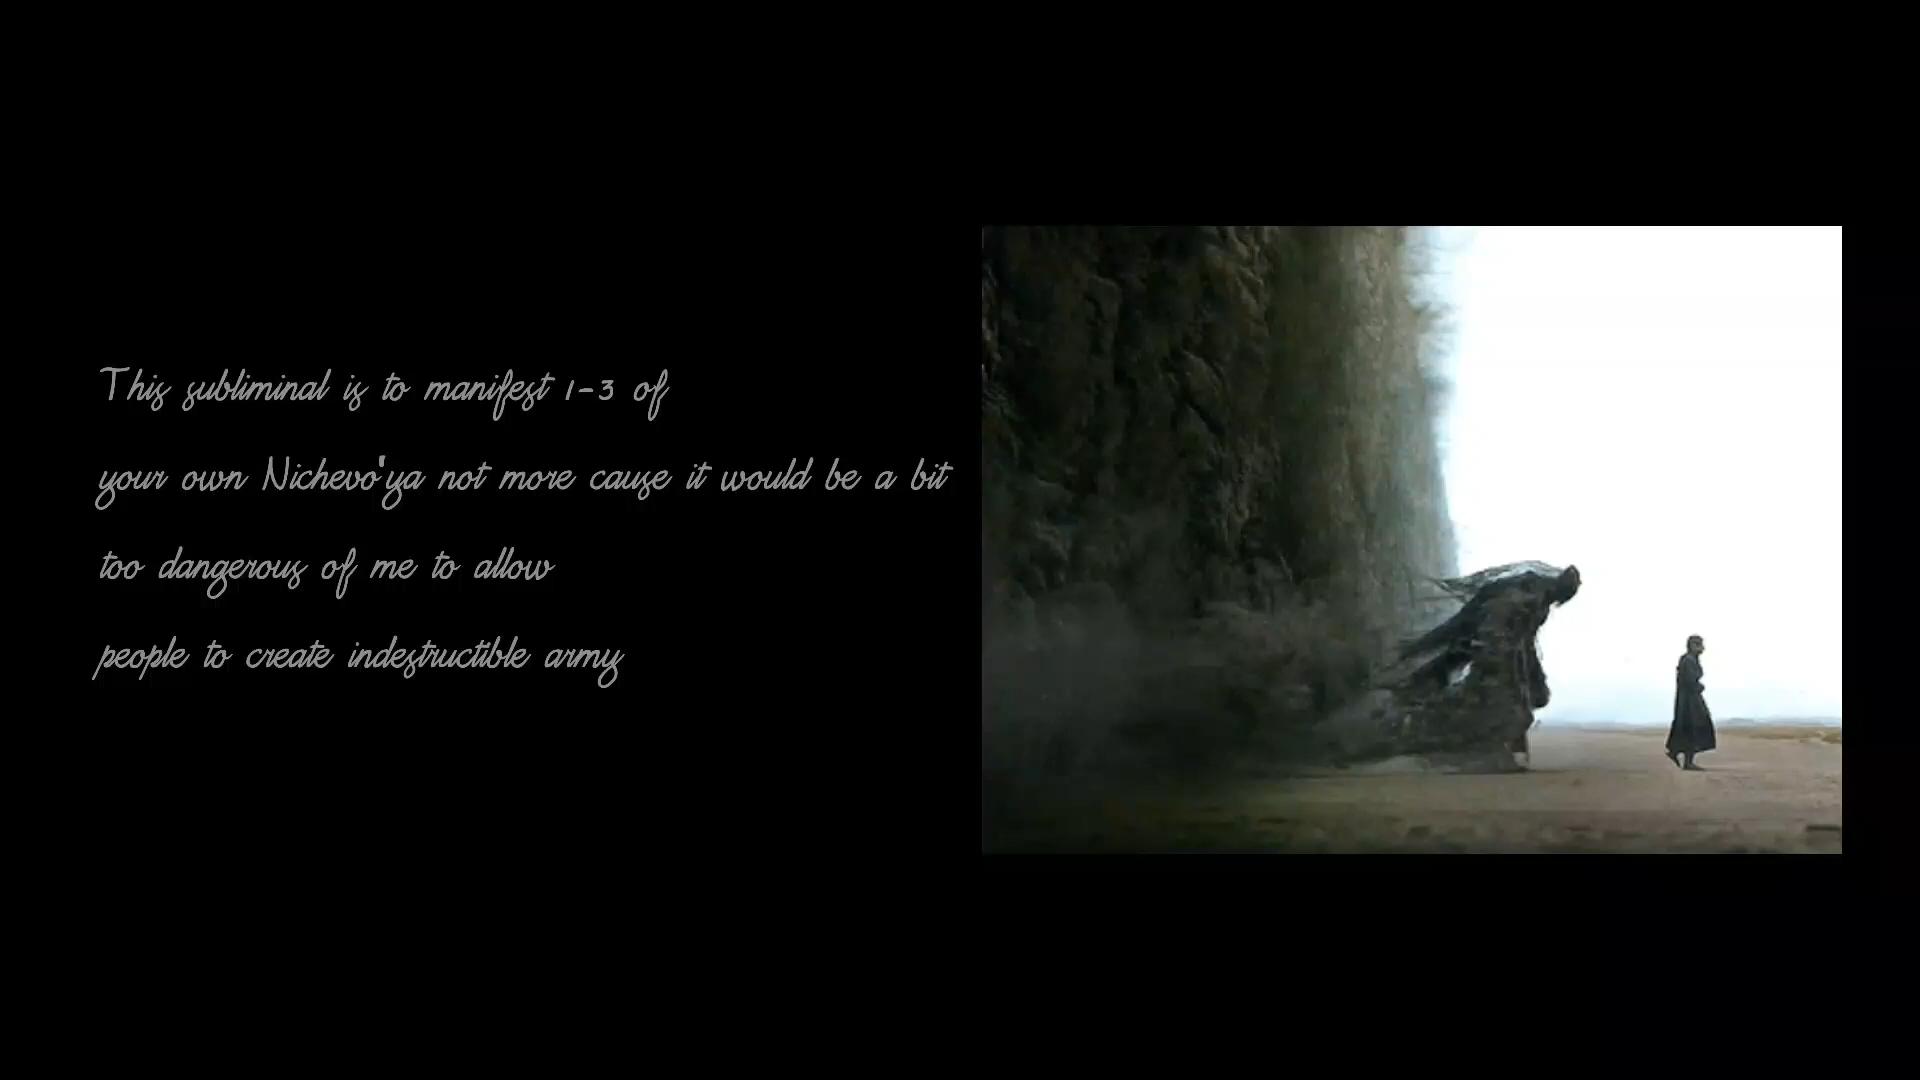 This subliminal is to manifest 1-3 of
your own Nichevo'ya not more cause it would be a bit
too dangerous of me to allow
people to create indestructible army